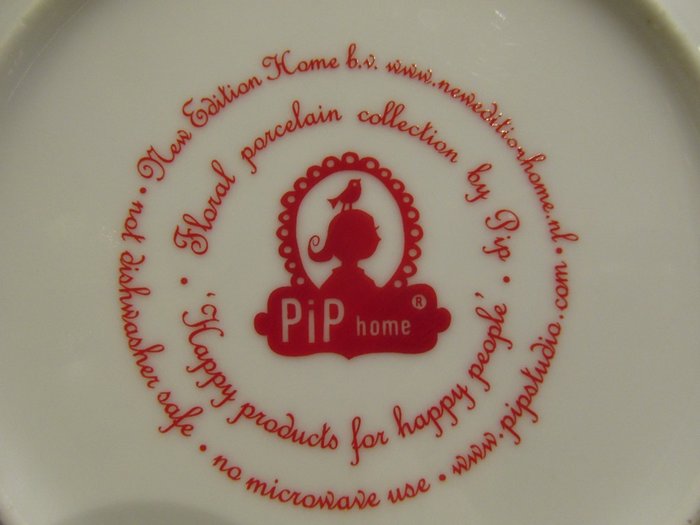 New Edition Home b.v. www.neweditionhome.nl • www.pipstudio.com • no microwave use • not dishwasher safe •
Floral porcelain collection by Pip • 'Happy products for happy people' •
PiP home ®